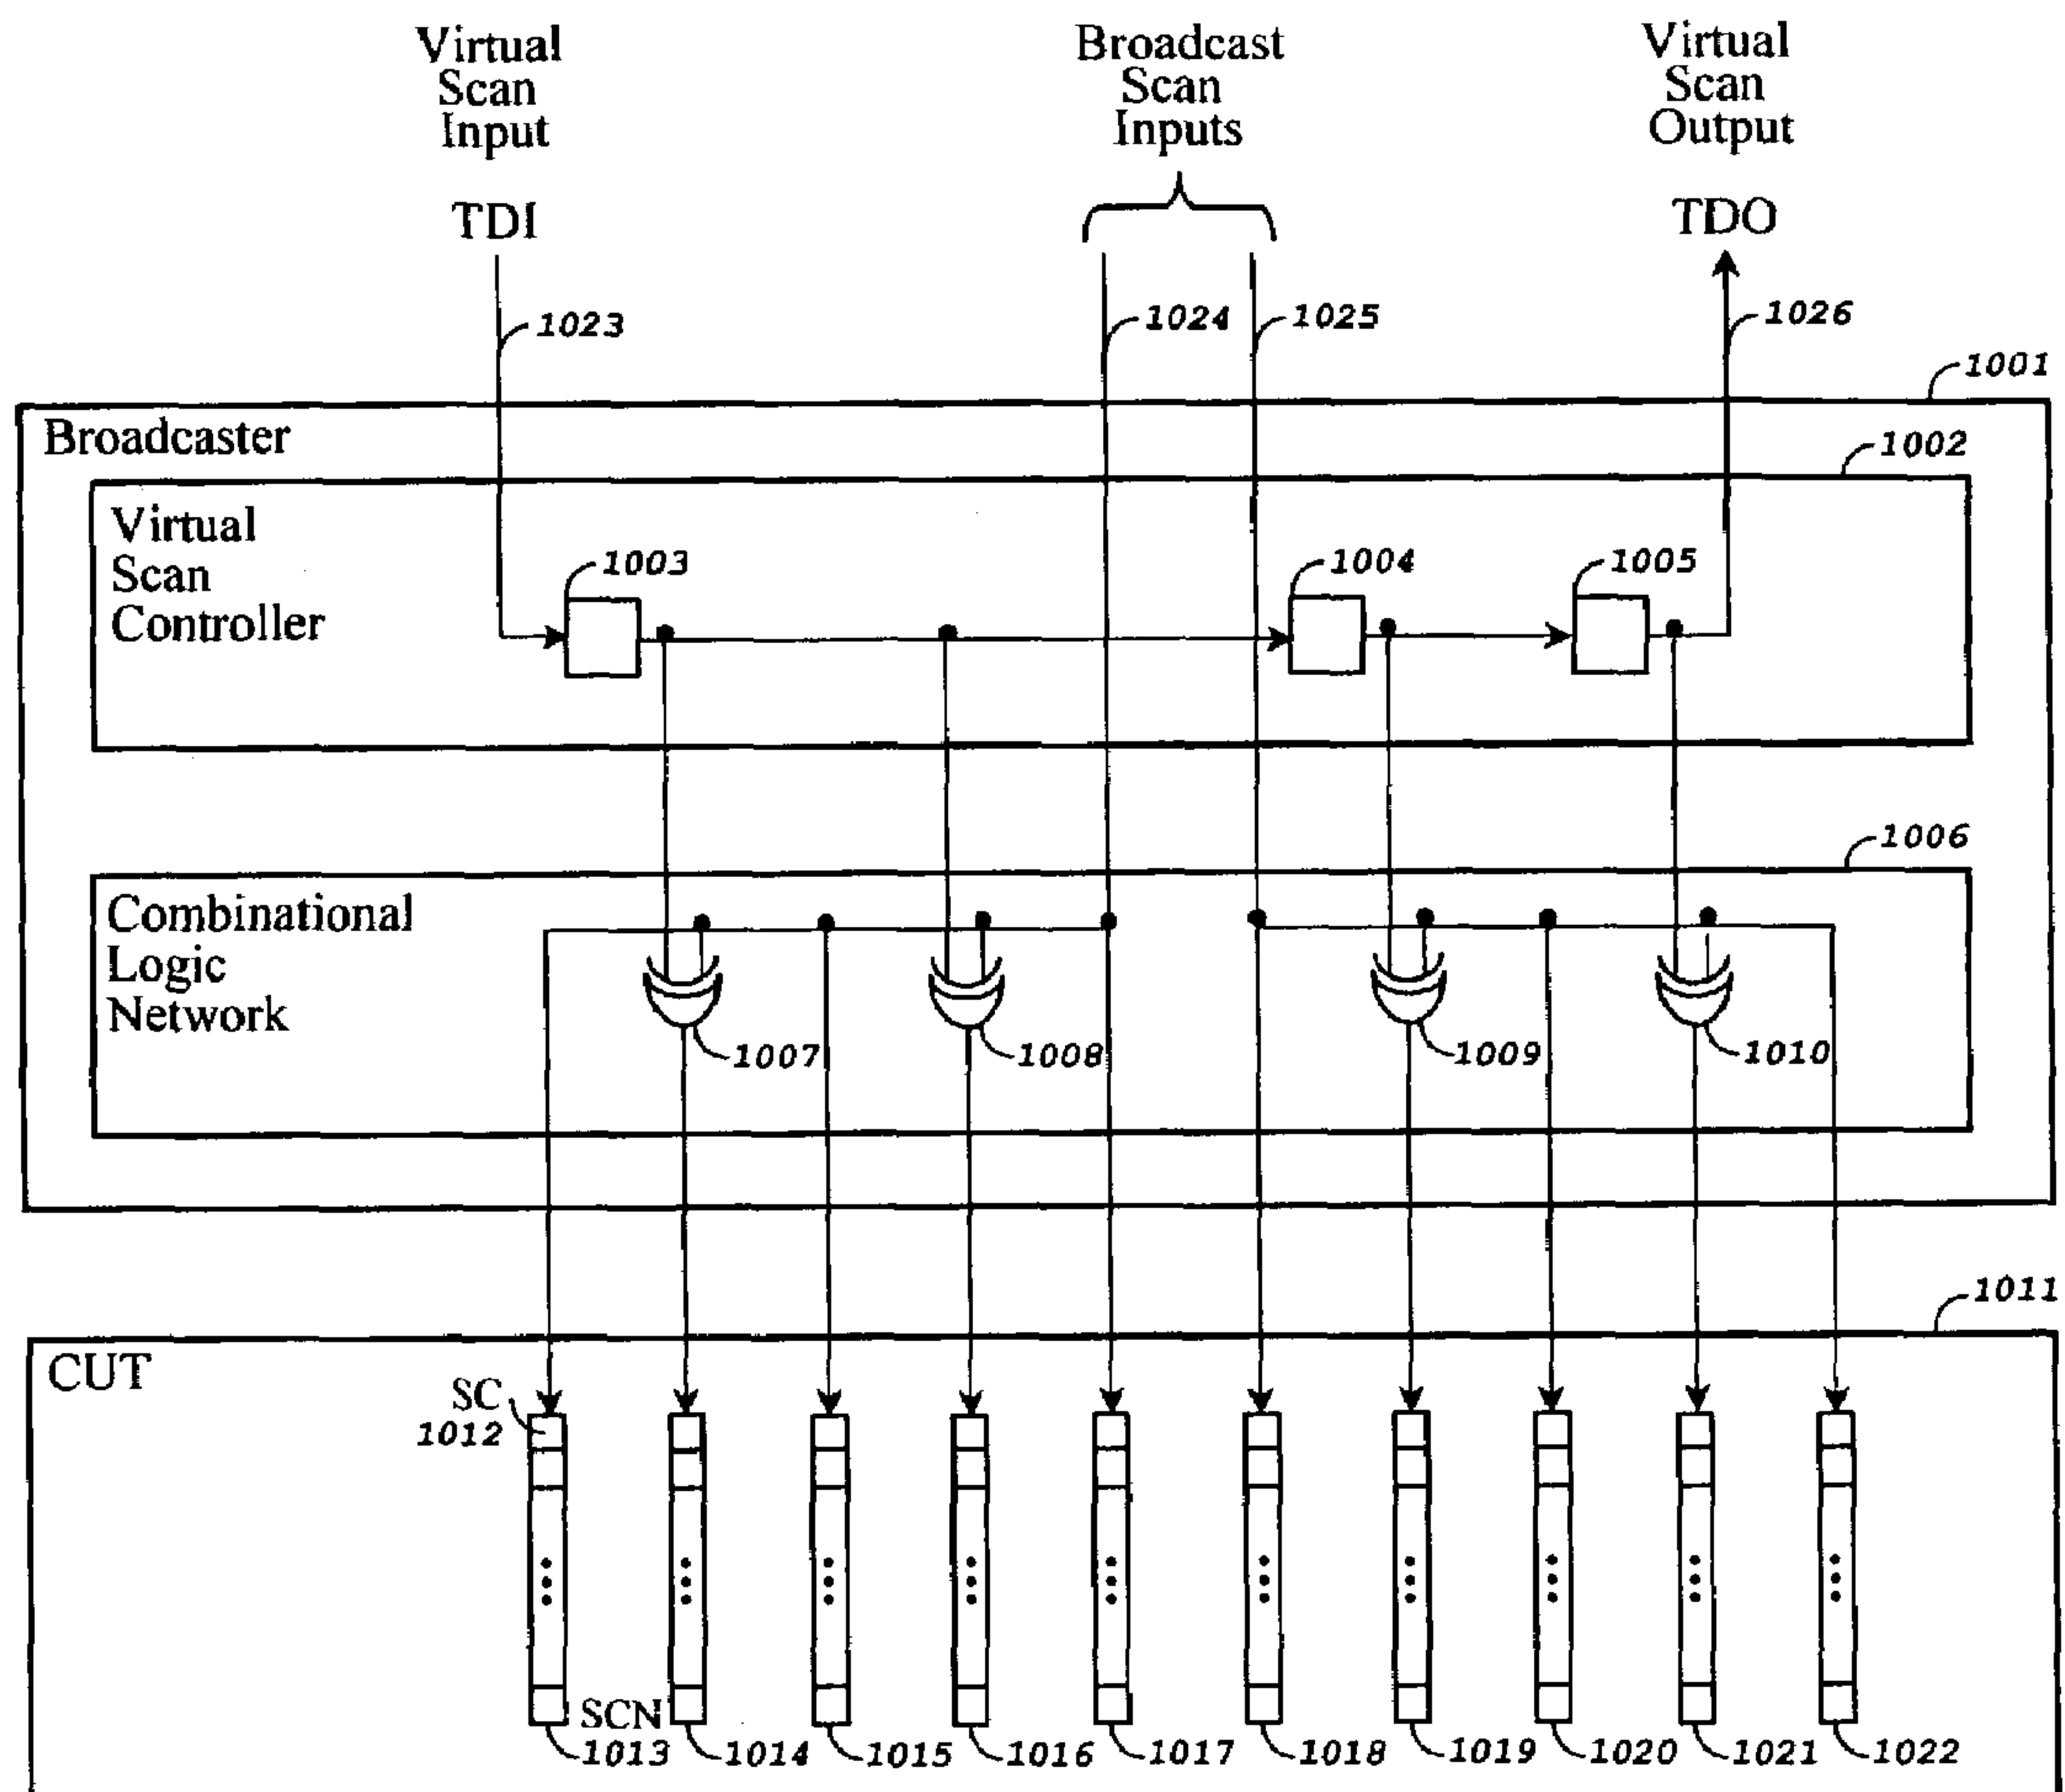 Virtual
Scan
Input
Broadcast
Scan
Inputs
Virtual
Scan
Output
TDI
TDO
1023
1024
1025
1026
1001
Broadcaster
1002
Virtual
Scan
Controller
1003
1004
1005
1006
Combinational
Logic
Network
1007
1008
1009
1010
1011
CUT
SC
1012
SCN
1013
1014
1015
1016
1017
1018
1019
1020
1021
1022